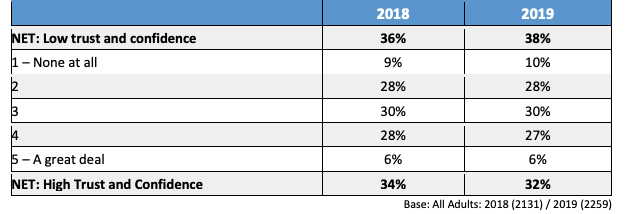 2018 2019
NET: Low trust and confidence 36% 38%
1 – None at all 9% 10%
2 28% 28%
3 30% 30%
4 28% 27%
5 – A great deal 6% 6%
NET: High Trust and Confidence 34% 32%
Base: All Adults: 2018 (2131) / 2019 (2259)